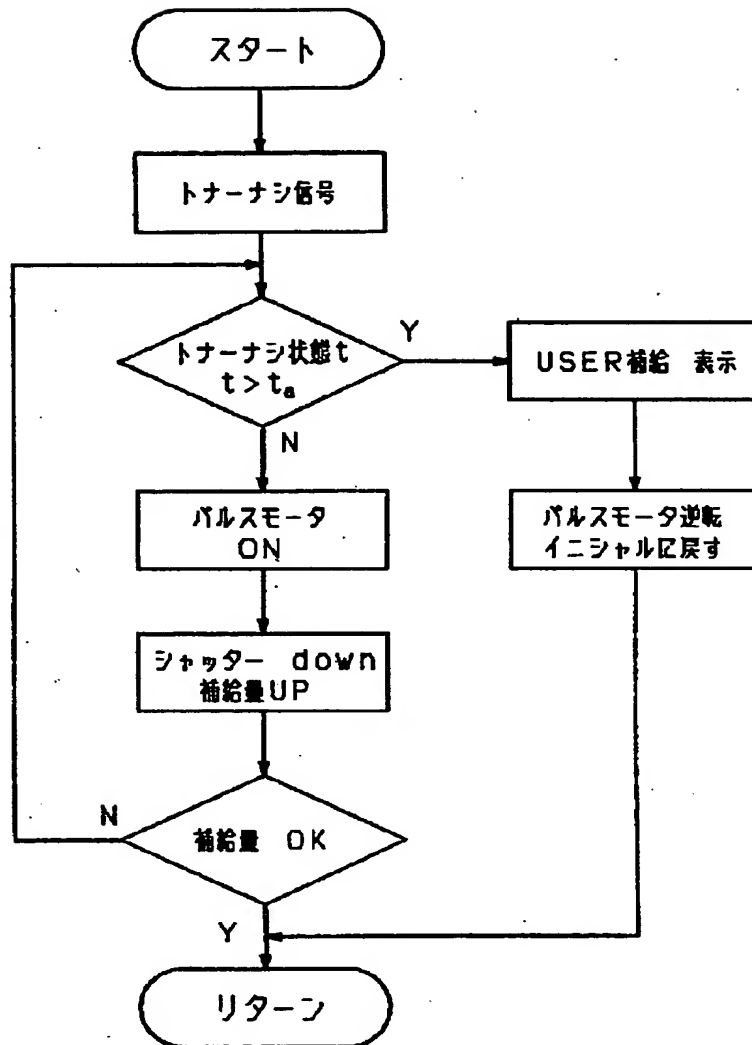 スタート
トナーナシ信号
トナーナシ状態t
t>ta
Y
USER補給 表示
N
パルスモータ
ON
パルスモータ逆転
イニシャルに戻す
シャッター down
補給量UP
N
補給量 OK
Y
リターン